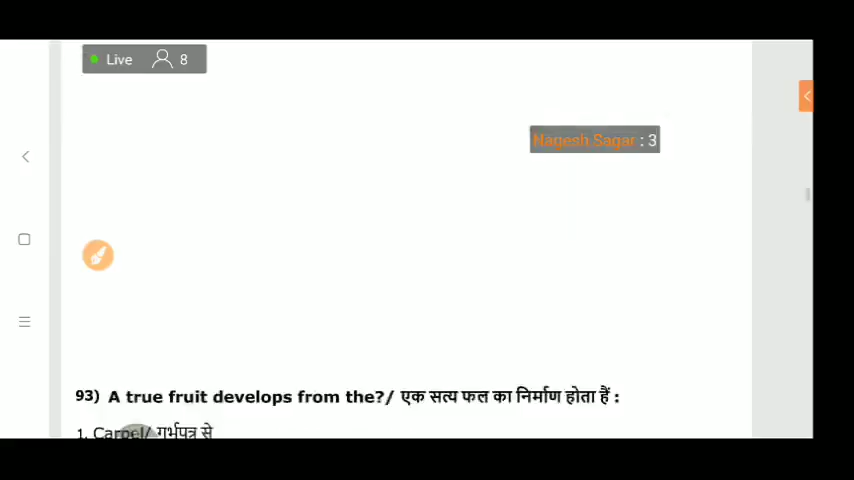 Live 8
Nagesh Sagar : 3
93) A true fruit develops from the?/ एक सत्य फल का निर्माण होता हैं :
1. Carpel/ गर्भपत्र से